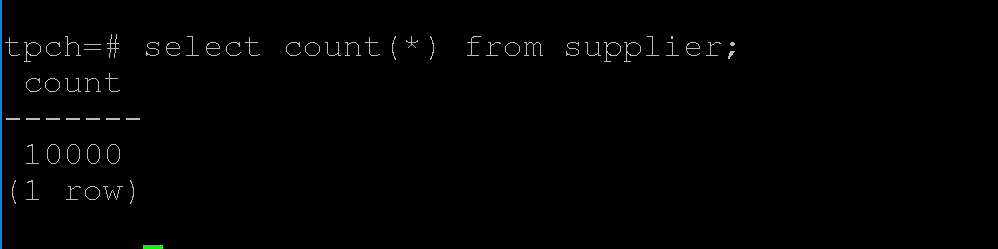 tpch=# select count(*) from supplier;
count
-------
10000
(1 row)